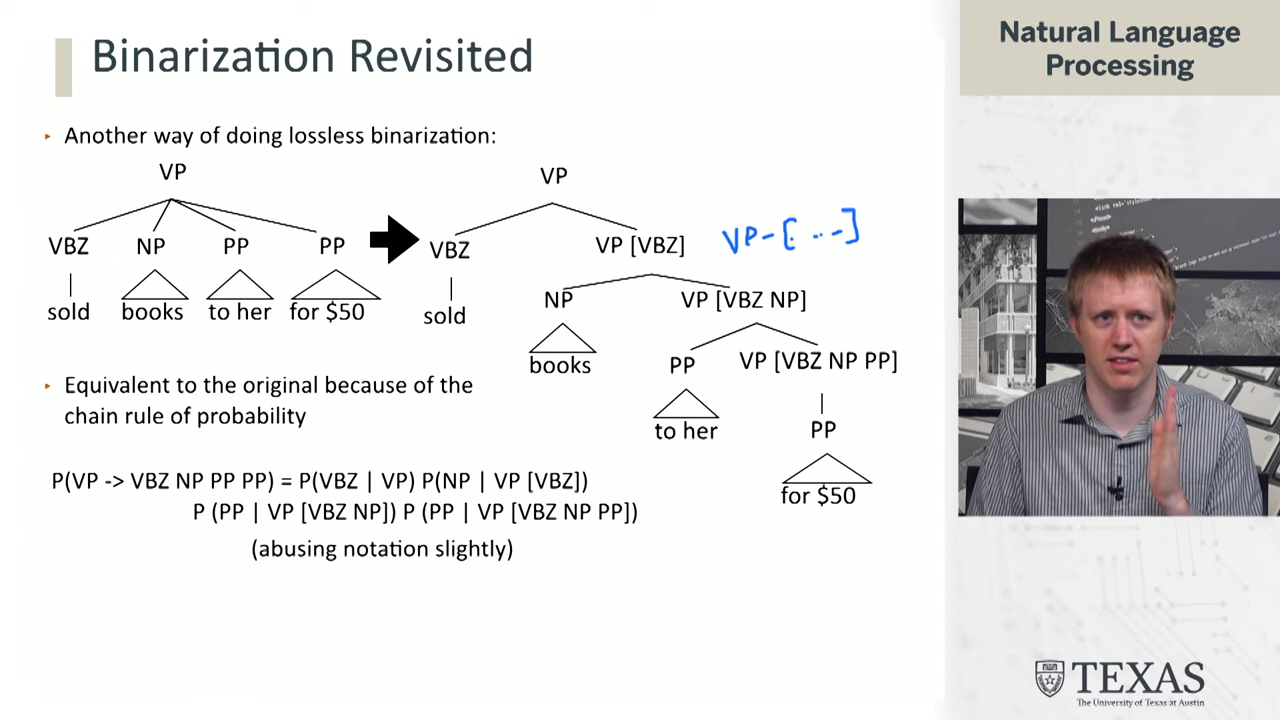 Binarization Revisited
Natural Language
Processing
‣ Another way of doing lossless binarization:
VP
VBZ NP PP PP
sold books to her for $50
VP
VBZ VP [VBZ] VP-[...]
sold NP VP [VBZ NP]
books PP VP [VBZ NP PP]
to her PP
for $50
‣ Equivalent to the original because of the
chain rule of probability
P(VP -> VBZ NP PP PP) = P(VBZ | VP) P(NP | VP [VBZ])
P (PP | VP [VBZ NP]) P (PP | VP [VBZ NP PP])
(abusing notation slightly)
TEXAS
The University of Texas at Austin